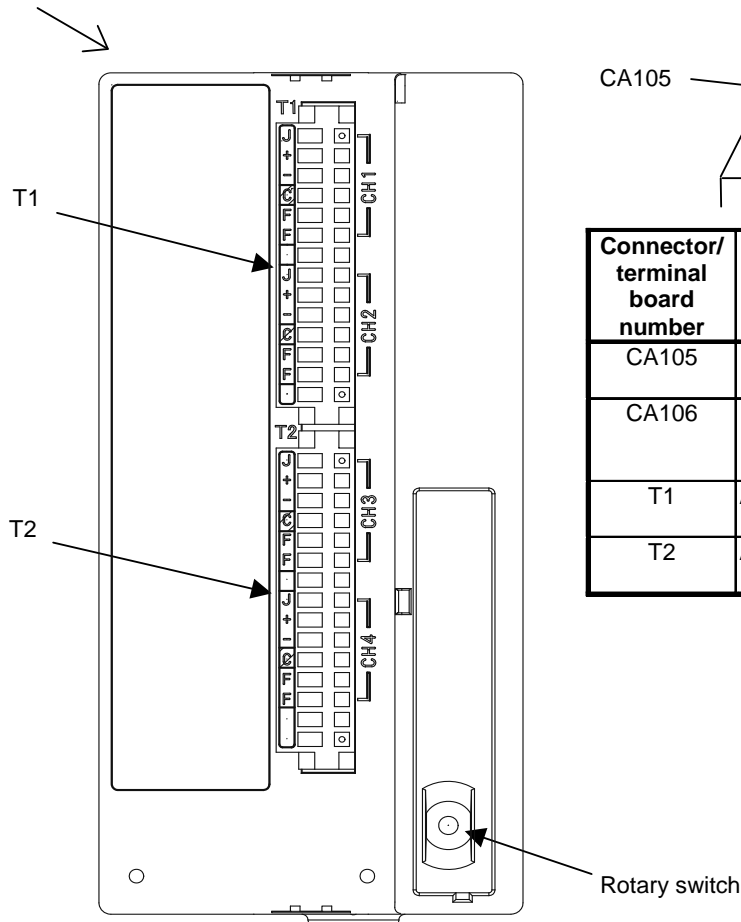 CA105
T1
T1
J
+
-
C
F
F
.
J
+
-
C
F
F
.
CH1
CH2
T2
T2
J
+
-
C
F
F
.
J
+
-
C
F
F
.
.
CH3
CH4
Rotary switch
Connector/
terminal
board
number
CA105
CA106
T1
T2